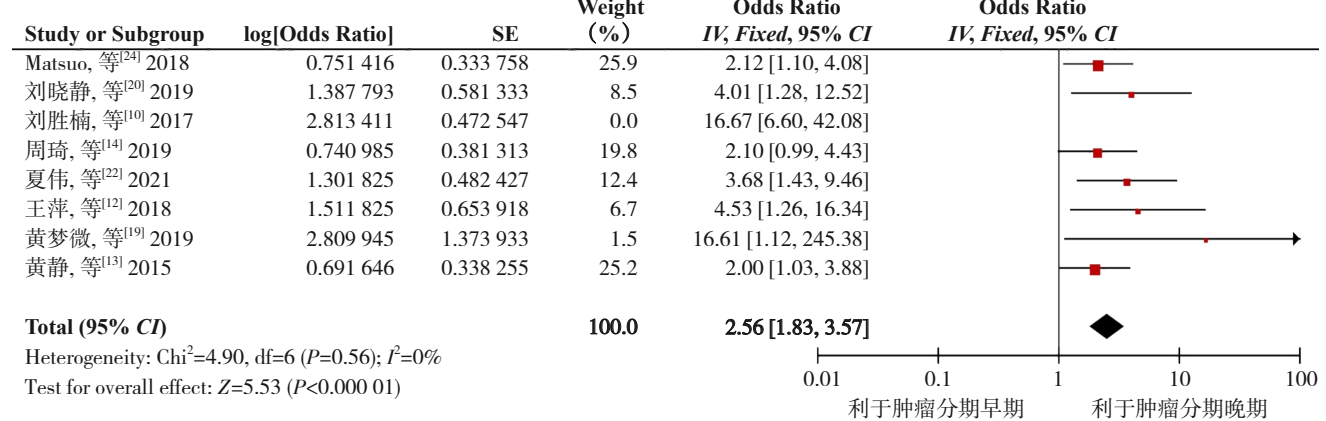 Weight Odds Ratio Odds Ratio
Study or Subgroup log[Odds Ratio] SE (%) IV, Fixed, 95% CI IV, Fixed, 95% CI
Matsuo, 等[24] 2018 0.751 416 0.333 758 25.9 2.12 [1.10, 4.08]
刘晓静, 等[20] 2019 1.387 793 0.581 333 8.5 4.01 [1.28, 12.52]
刘胜楠, 等[10] 2017 2.813 411 0.472 547 0.0 16.67 [6.60, 42.08]
周琦, 等[14] 2019 0.740 985 0.381 313 19.8 2.10 [0.99, 4.43]
夏伟, 等[22] 2021 1.301 825 0.482 427 12.4 3.68 [1.43, 9.46]
王萍, 等[12] 2018 1.511 825 0.653 918 6.7 4.53 [1.26, 16.34]
黄梦微, 等[19] 2019 2.809 945 1.373 933 1.5 16.61 [1.12, 245.38]
黄静, 等[13] 2015 0.691 646 0.338 255 25.2 2.00 [1.03, 3.88]
Total (95% CI) 100.0 2.56 [1.83, 3.57]
Heterogeneity: Chi2=4.90, df=6 (P=0.56); I2=0%
Test for overall effect: Z=5.53 (P<0.000 01)
0.01 0.1 1 10 100
利于肿瘤分期早期 利于肿瘤分期晚期